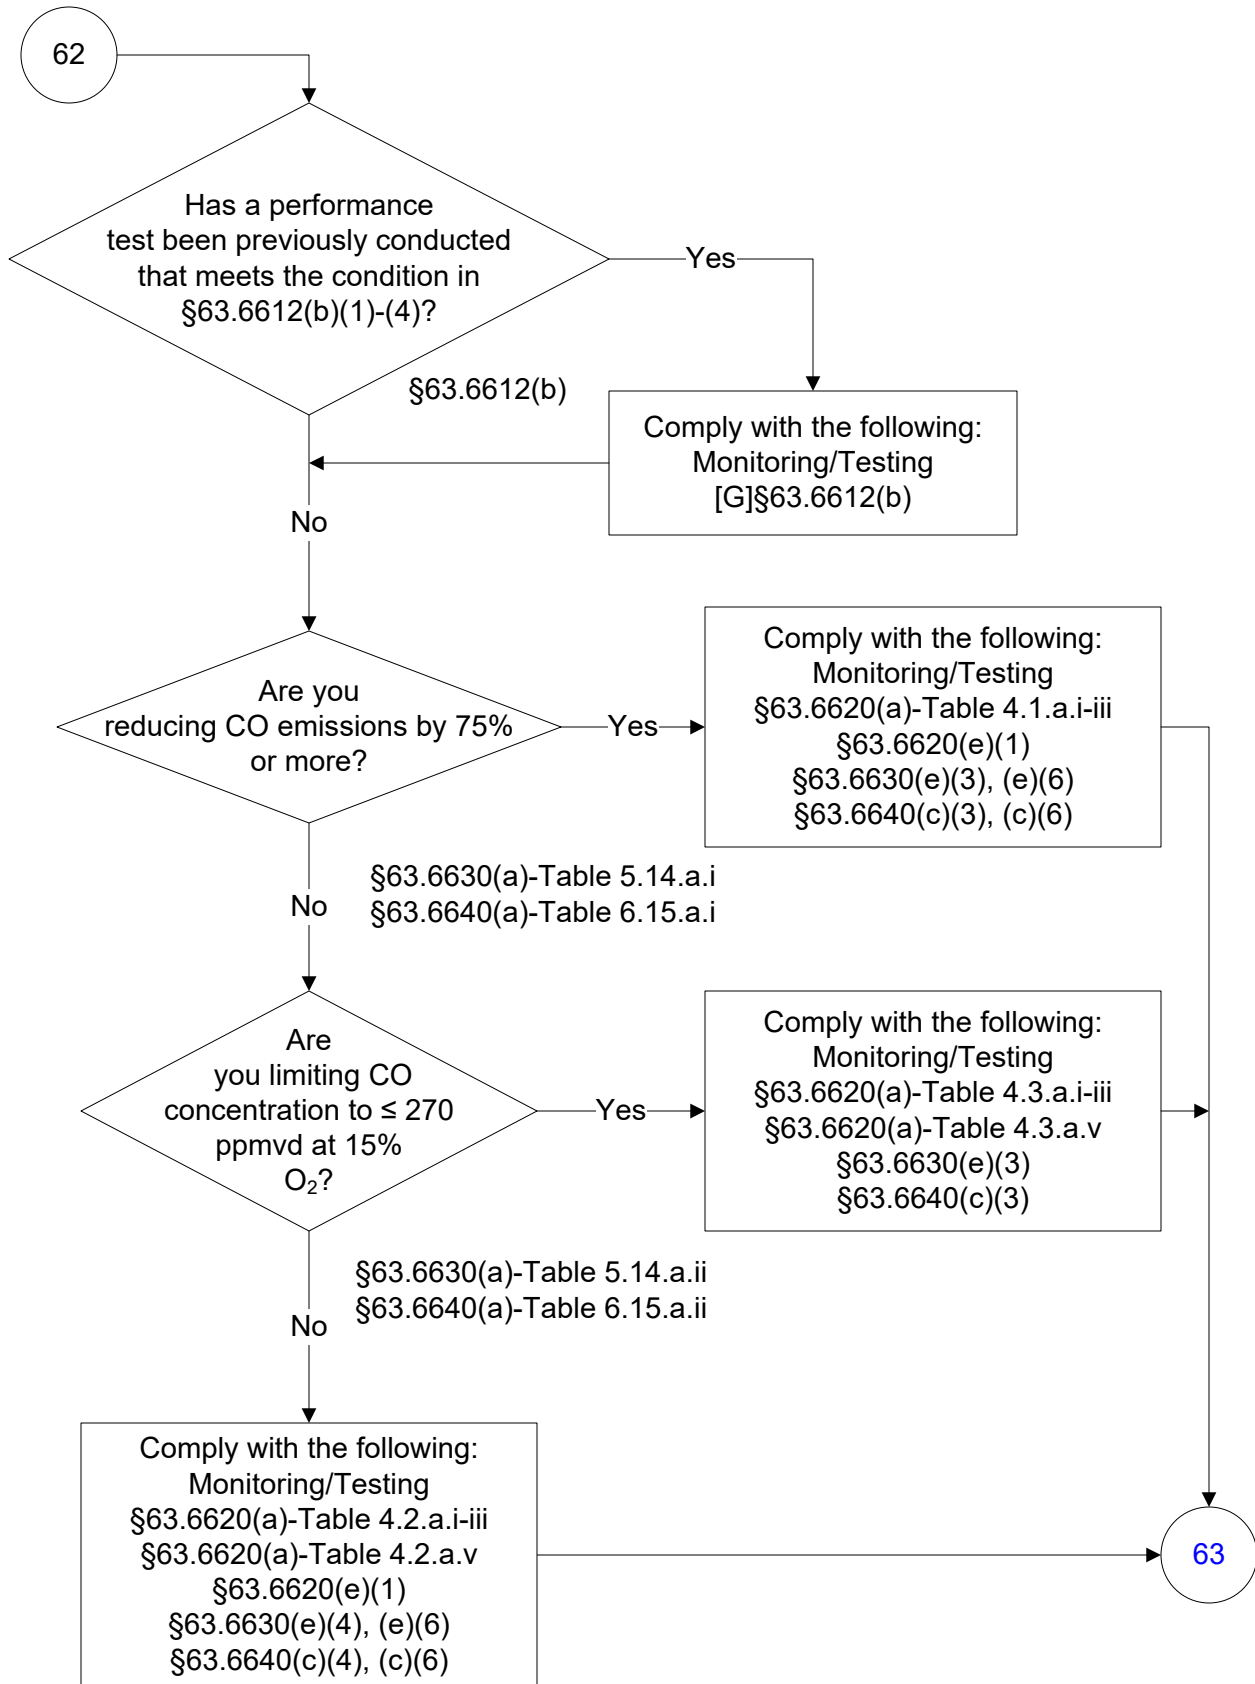 62
Has a performance
test been previously conducted
that meets the condition in
§63.6612(b)(1)-(4)?
Yes
§63.6612(b)
Comply with the following:
Monitoring/Testing
[G]§63.6612(b)
No
Are you
reducing CO emissions by 75%
or more?
Yes
Comply with the following:
Monitoring/Testing
§63.6620(a)-Table 4.1.a.i-iii
§63.6620(e)(1)
§63.6630(e)(3), (e)(6)
§63.6640(c)(3), (c)(6)
§63.6630(a)-Table 5.14.a.i
§63.6640(a)-Table 6.15.a.i
No
Are
you limiting CO
concentration to ≤ 270
ppmvd at 15%
O₂?
Yes
Comply with the following:
Monitoring/Testing
§63.6620(a)-Table 4.3.a.i-iii
§63.6620(a)-Table 4.3.a.v
§63.6630(e)(3)
§63.6640(c)(3)
§63.6630(a)-Table 5.14.a.ii
§63.6640(a)-Table 6.15.a.ii
No
Comply with the following:
Monitoring/Testing
§63.6620(a)-Table 4.2.a.i-iii
§63.6620(a)-Table 4.2.a.v
§63.6620(e)(1)
§63.6630(e)(4), (e)(6)
§63.6640(c)(4), (c)(6)
63